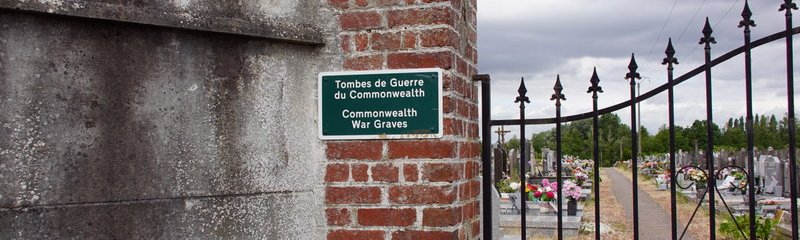 Tombes de Guerre
du Commonwealth
Commonwealth
War Graves